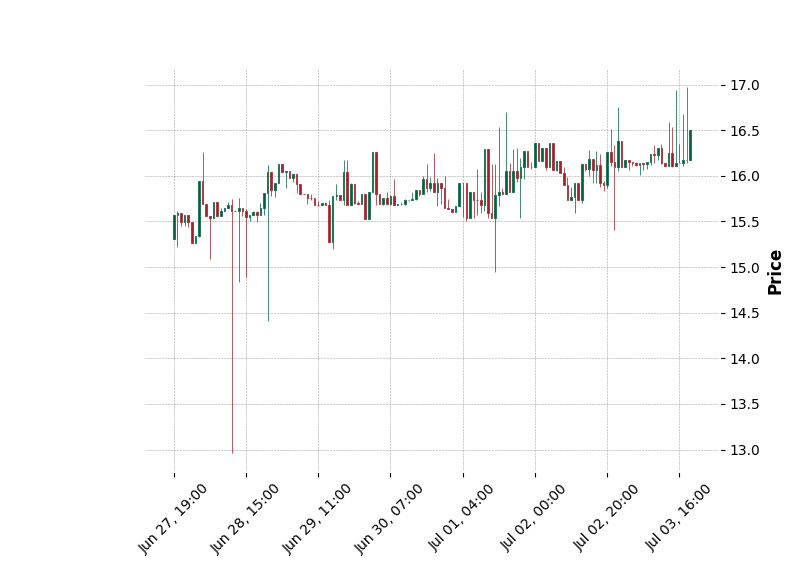 17.0
16.5
16.0
15.5
15.0
14.5
14.0
13.5
13.0
Price
Jun 27, 19:00
Jun 28, 15:00
Jun 29, 11:00
Jun 30, 07:00
Jul 01, 04:00
Jul 02, 00:00
Jul 02, 20:00
Jul 03, 16:00